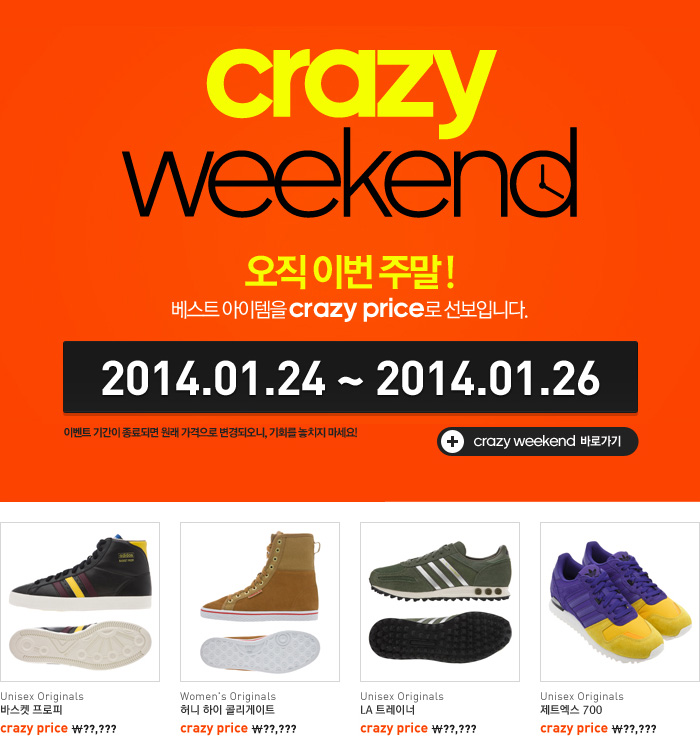 crazy
weekend
오직 이번 주말!
베스트 아이템을 crazy price로 선보입니다.
2014.01.24 ~ 2014.01.26
이벤트 기간이 종료되면 원래 가격으로 변경되오니, 기회를 놓치지 마세요!
crazy weekend 바로가기
Unisex Originals
바스켓 프로피
crazy price ₩??,???
Women's Originals
허니 하이 콜리게이트
crazy price ₩??,???
Unisex Originals
LA 트레이너
crazy price ₩??,???
Unisex Originals
제트엑스 700
crazy price ₩??,???